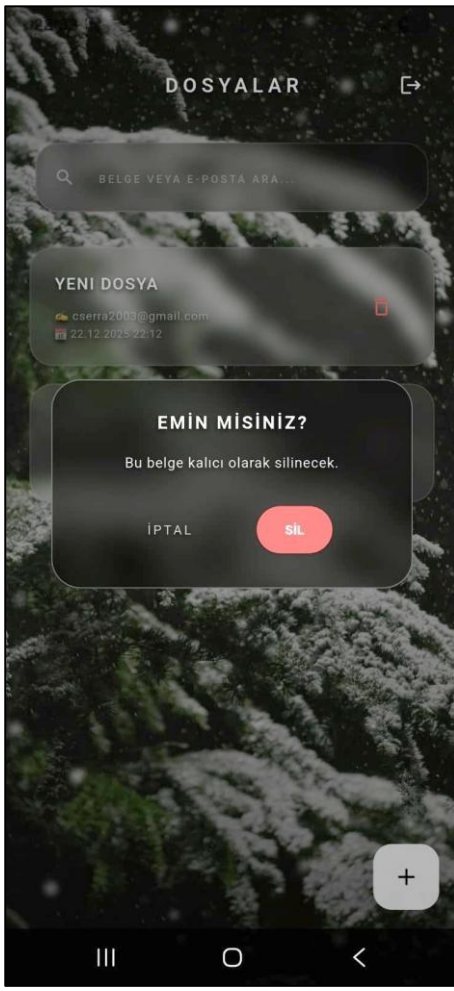 DOSYALAR
BELGE VEYA E-POSTA ARA...
YENI DOSYA
✍️ cserra2003@gmail.com
📅 22.12.2025 22:12
EMİN MİSİNİZ?
Bu belge kalıcı olarak silinecek.
İPTAL
SİL